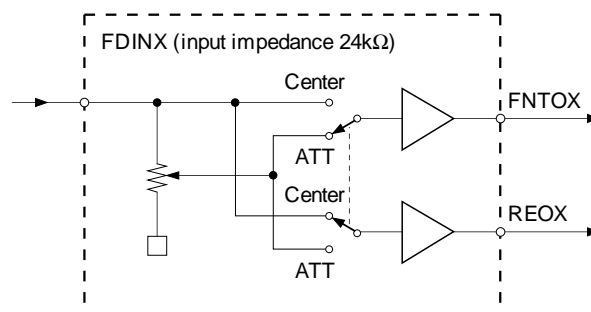 FDINX (input impedance 24kΩ)
Center
FNTOX
ATT
Center
REOX
ATT